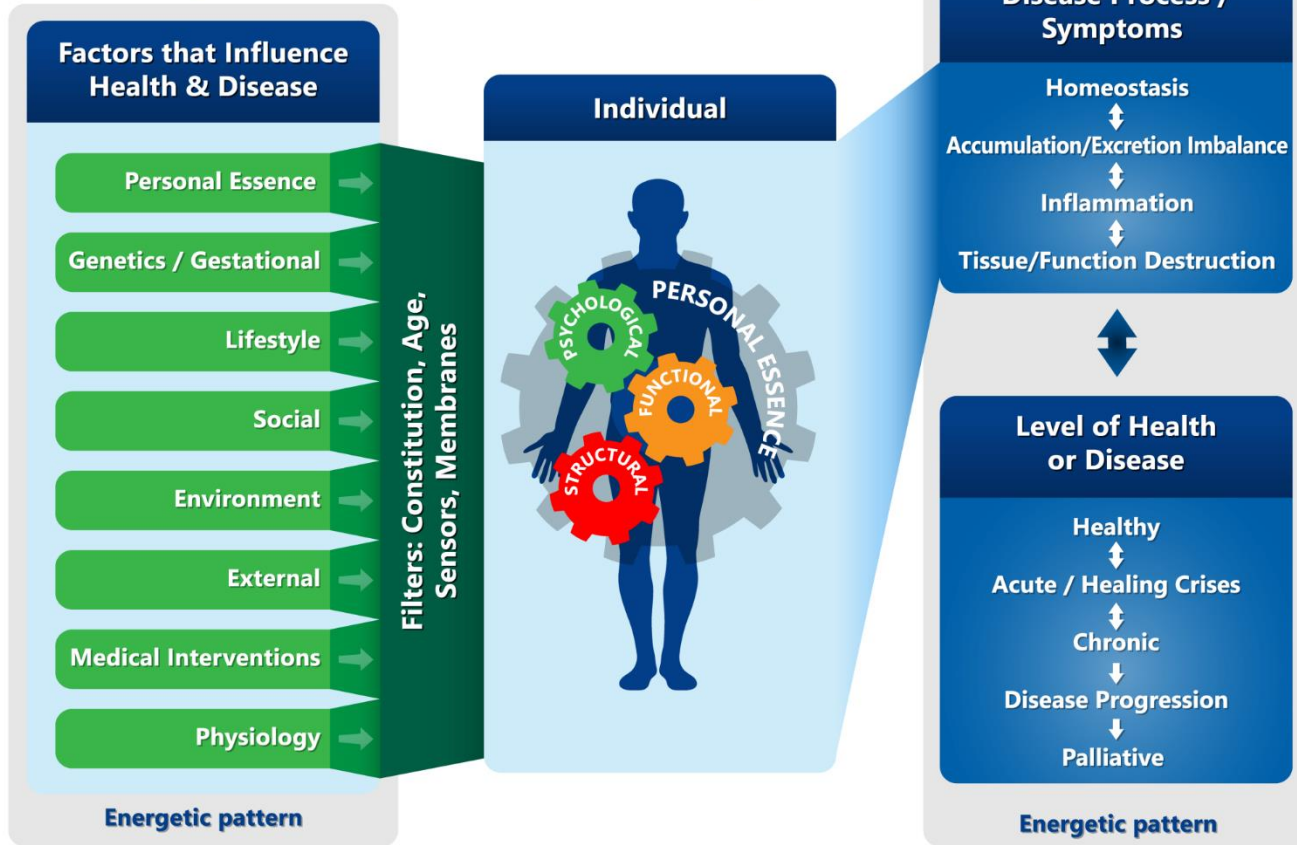 Factors that Influence
Health & Disease
Personal Essence
Genetics / Gestational
Lifestyle
Social
Environment
External
Medical Interventions
Physiology
Energetic pattern
Filters: Constitution, Age,
Sensors, Membranes
Individual
PERSONAL ESSENCE
PSYCHOLOGICAL
FUNCTIONAL
STRUCTURAL
Disease Process /
Symptoms
Homeostasis
Accumulation/Excretion Imbalance
Inflammation
Tissue/Function Destruction
Level of Health
or Disease
Healthy
Acute / Healing Crises
Chronic
Disease Progression
Palliative
Energetic pattern